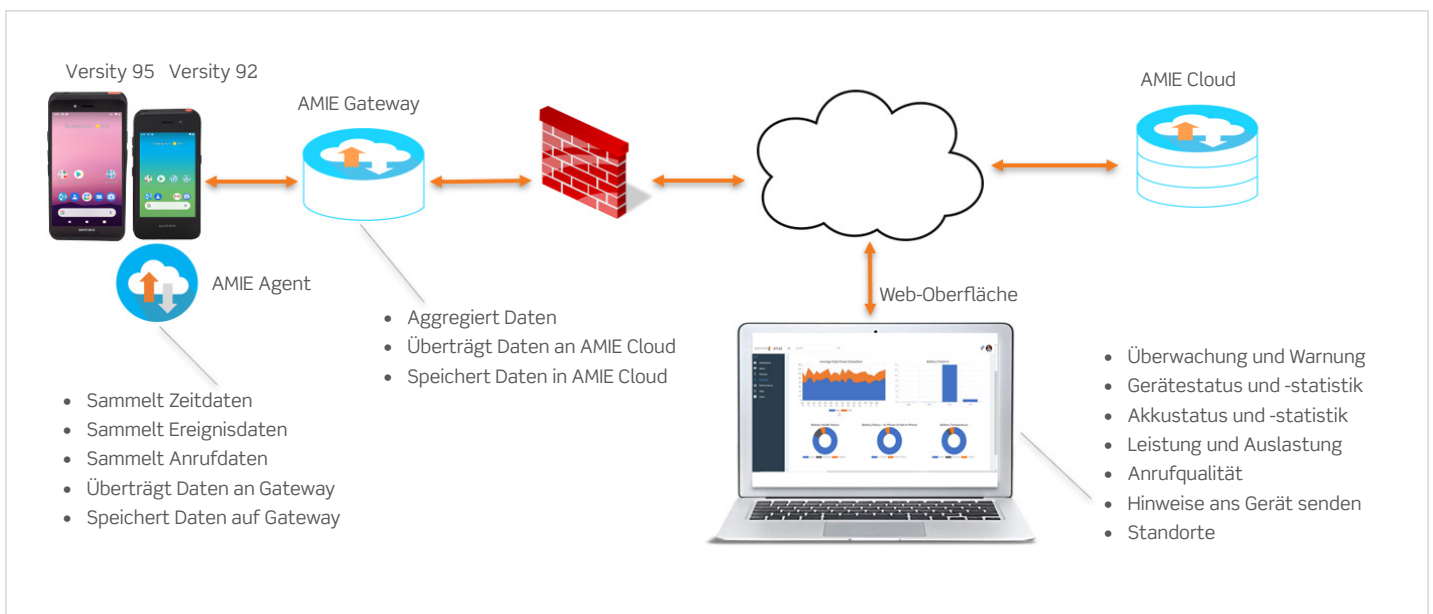 Versity 95 Versity 92
AMIE Gateway
AMIE Cloud
AMIE Agent
Web-Oberfläche
• Aggregiert Daten
• Überträgt Daten an AMIE Cloud
• Speichert Daten in AMIE Cloud
• Sammelt Zeitdaten
• Sammelt Ereignisdaten
• Sammelt Anrufdaten
• Überträgt Daten an Gateway
• Speichert Daten auf Gateway
• Überwachung und Warnung
• Gerätestatus und -statistik
• Akkustatus und -statistik
• Leistung und Auslastung
• Anrufqualität
• Hinweise ans Gerät senden
• Standorte